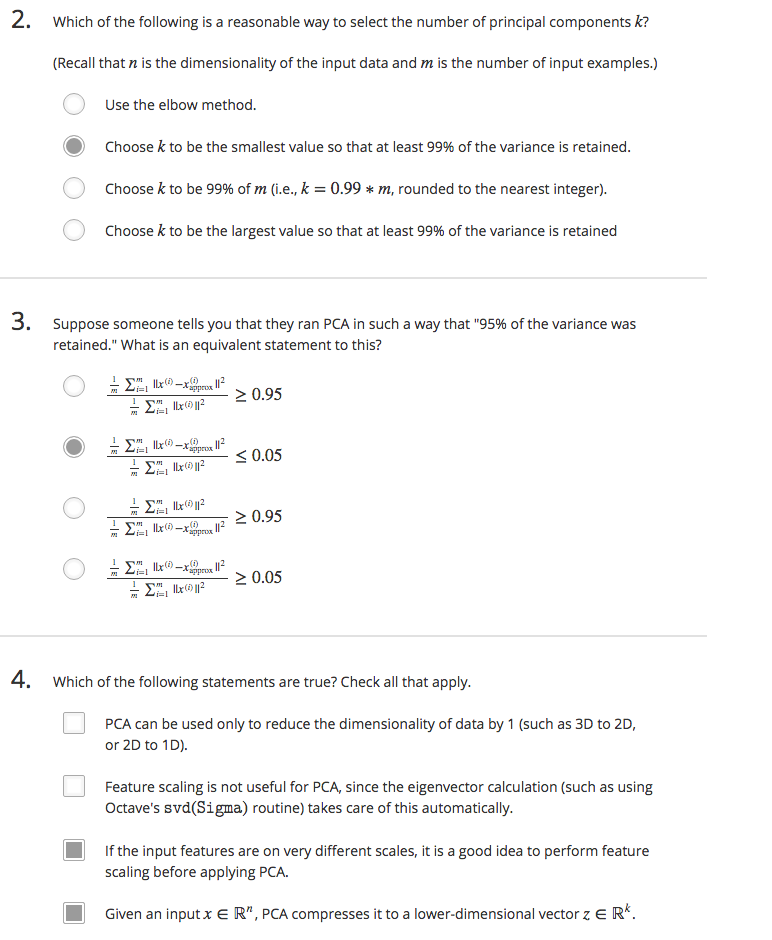 2. Which of the following is a reasonable way to select the number of principal components k?
(Recall that n is the dimensionality of the input data and m is the number of input examples.)
Use the elbow method.
Choose k to be the smallest value so that at least 99% of the variance is retained.
Choose k to be 99% of m (i.e., k = 0.99 ∗ m, rounded to the nearest integer).
Choose k to be the largest value so that at least 99% of the variance is retained
3. Suppose someone tells you that they ran PCA in such a way that "95% of the variance was
retained." What is an equivalent statement to this?
\frac{\frac{1}{m} \sum_{i=1}^{m} ||x^{(i)} - x_{approx}^{(i)}||^2}{\frac{1}{m} \sum_{i=1}^{m} ||x^{(i)}||^2} ≥ 0.95
\frac{\frac{1}{m} \sum_{i=1}^{m} ||x^{(i)} - x_{approx}^{(i)}||^2}{\frac{1}{m} \sum_{i=1}^{m} ||x^{(i)}||^2} ≤ 0.05
\frac{\frac{1}{m} \sum_{i=1}^{m} ||x^{(i)}||^2}{\frac{1}{m} \sum_{i=1}^{m} ||x^{(i)} - x_{approx}^{(i)}||^2} ≥ 0.95
\frac{\frac{1}{m} \sum_{i=1}^{m} ||x^{(i)} - x_{approx}^{(i)}||^2}{\frac{1}{m} \sum_{i=1}^{m} ||x^{(i)}||^2} ≥ 0.05
4. Which of the following statements are true? Check all that apply.
PCA can be used only to reduce the dimensionality of data by 1 (such as 3D to 2D,
or 2D to 1D).
Feature scaling is not useful for PCA, since the eigenvector calculation (such as using
Octave's svd(Sigma) routine) takes care of this automatically.
If the input features are on very different scales, it is a good idea to perform feature
scaling before applying PCA.
Given an input x ∈ ℝⁿ, PCA compresses it to a lower-dimensional vector z ∈ ℝᵏ.